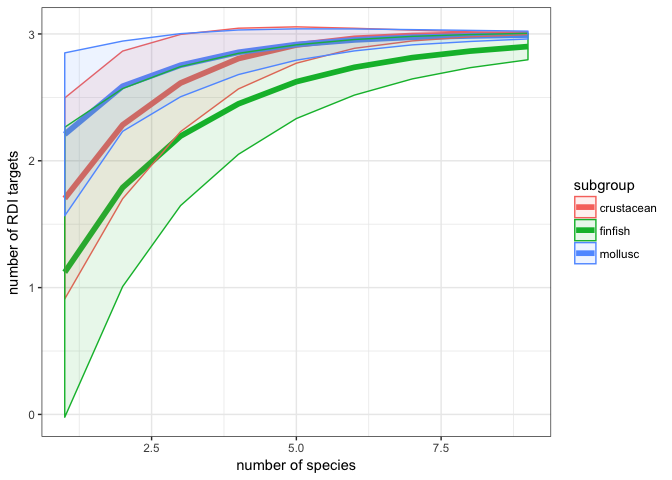 3
2
1
0
number of RDI targets
2.5
5.0
7.5
number of species
subgroup
crustacean
finfish
mollusc